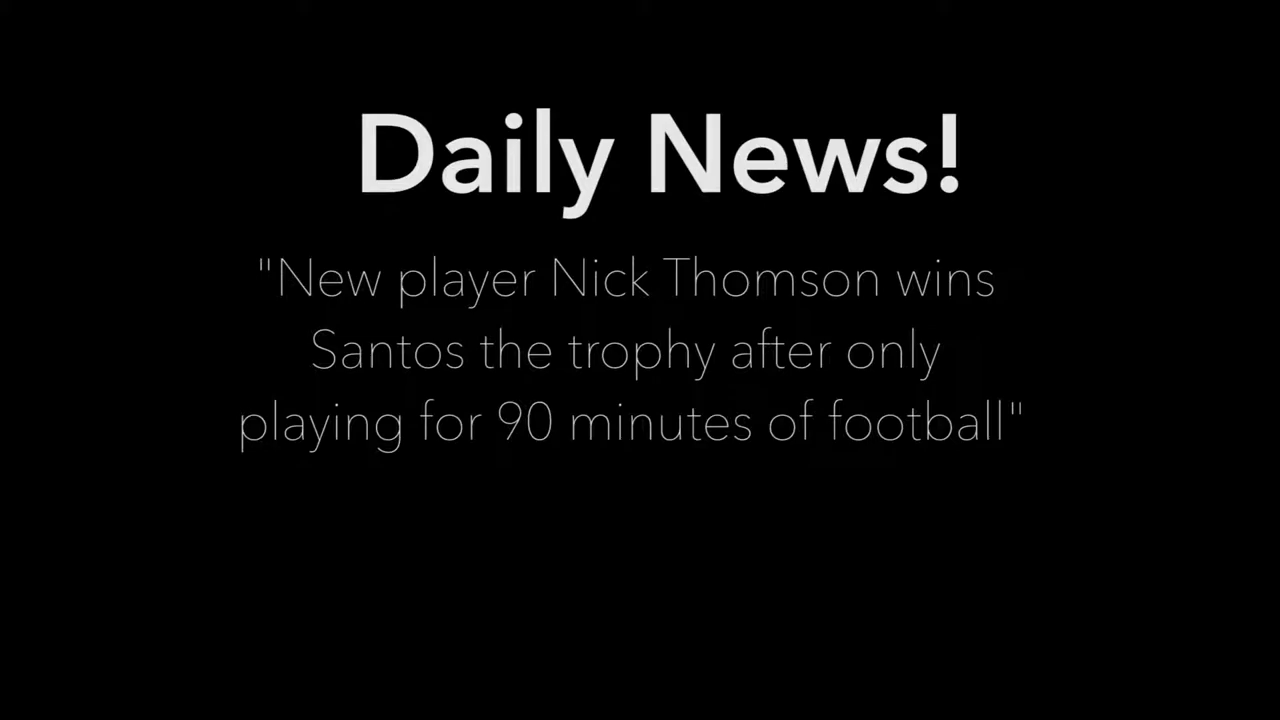 Daily News!
"New player Nick Thomson wins
Santos the trophy after only
playing for 90 minutes of football"